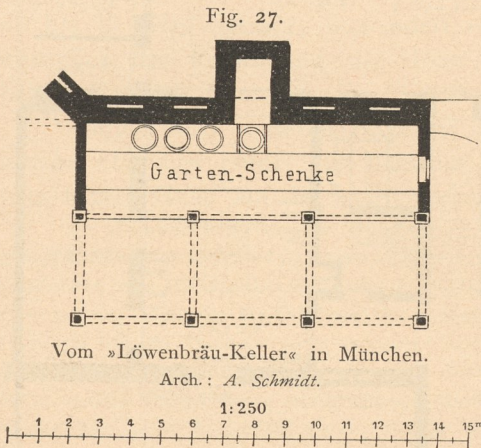 Fig. 27.
Garten-Schenke
Vom »Löwenbräu-Keller« in München.
Arch.: A. Schmidt.
1:250
1 2 3 4 5 6 7 8 9 10 11 12 13 14 15 m